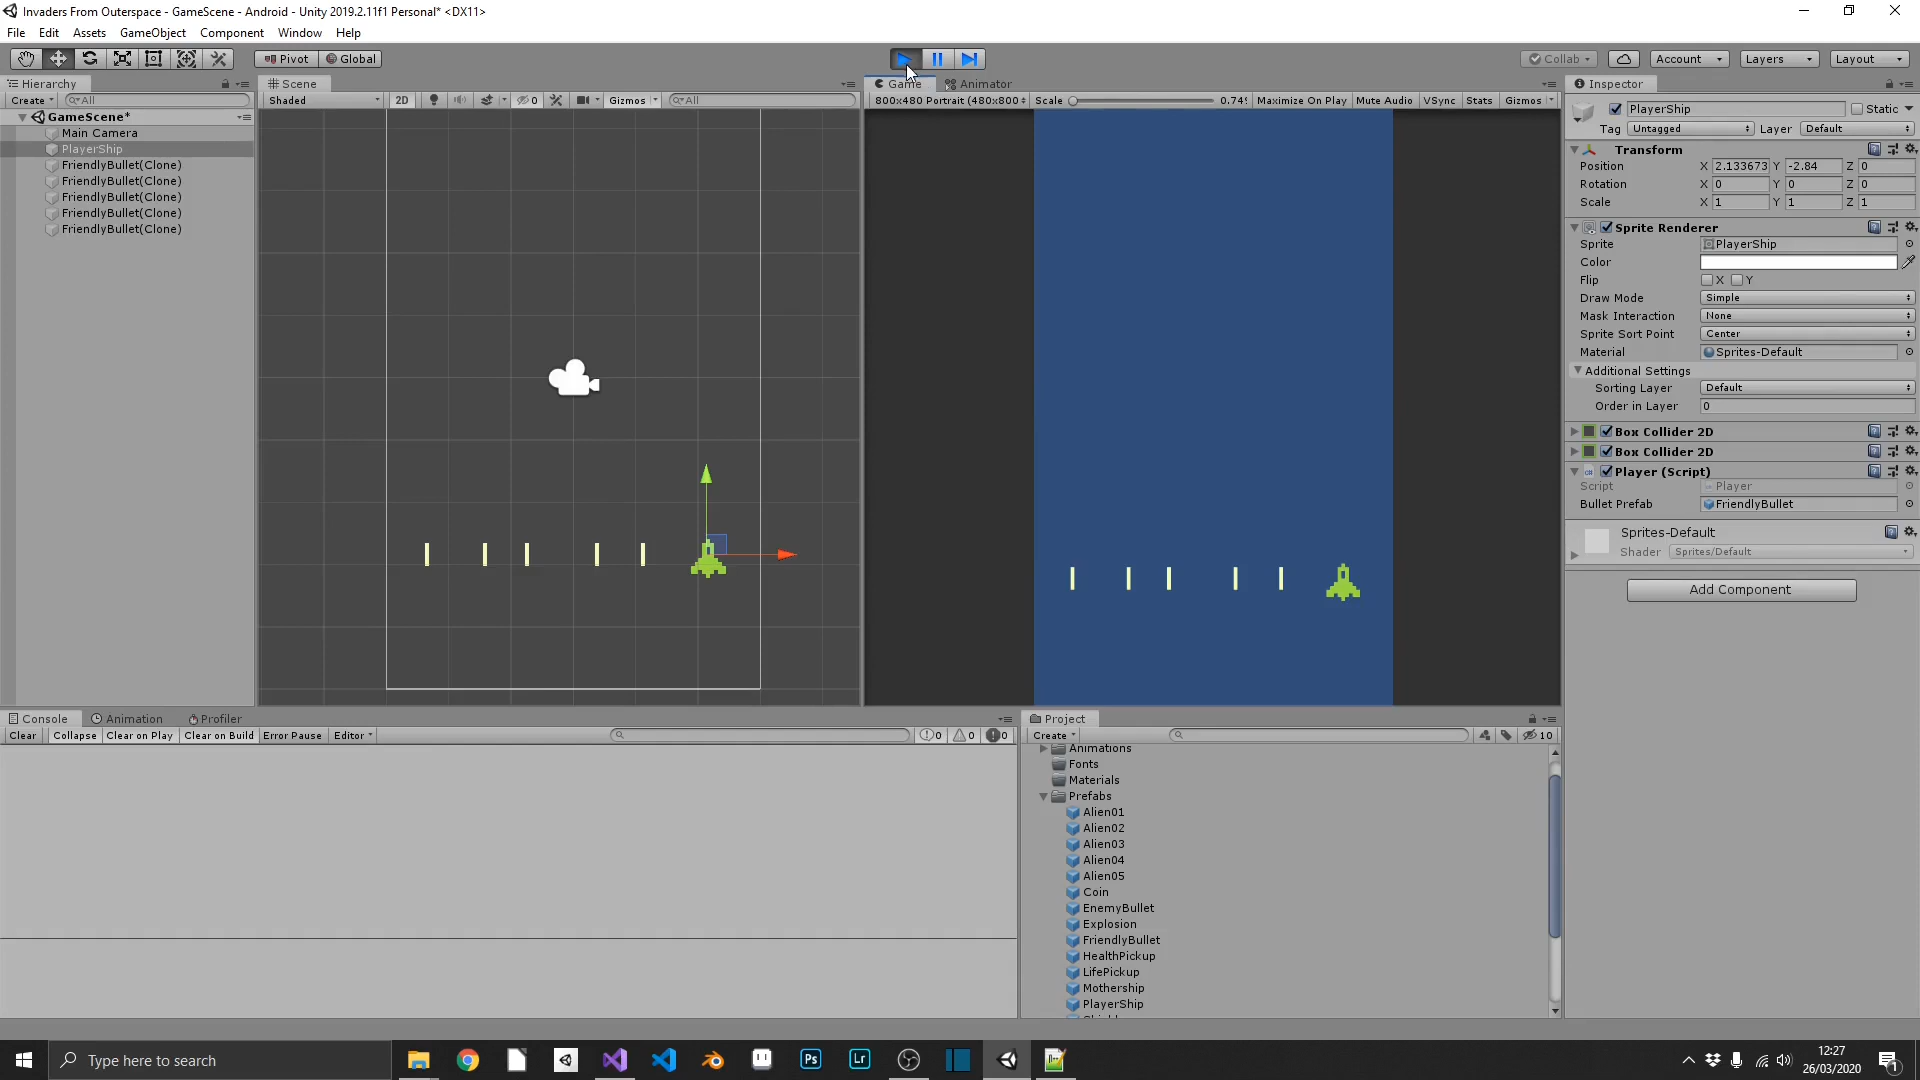 Invaders From Outerspace - GameScene - Android - Unity 2019.2.11f1 Personal* <DX11>
File Edit Assets GameObject Component Window Help
Pivot Global Collab Account Layers Layout
Hierarchy Scene Game Animator Inspector
Create All Shaded 2D 0 Gizmos All 800x480 Portrait (480x800 Scale 0.74 Maximize On Play Mute Audio VSync Stats Gizmos PlayerShip Static
GameScene*
Main Camera
PlayerShip
FriendlyBullet(Clone)
FriendlyBullet(Clone)
FriendlyBullet(Clone)
FriendlyBullet(Clone)
FriendlyBullet(Clone)
Tag Untagged Layer Default
Transform
Position X 2.133673 Y -2.84 Z 0
Rotation X 0 Y 0 Z 0
Scale X 1 Y 1 Z 1
Sprite Renderer
Sprite PlayerShip
Color
Flip X Y
Draw Mode Simple
Mask Interaction None
Sprite Sort Point Center
Material Sprites-Default
Additional Settings
Sorting Layer Default
Order in Layer 0
Box Collider 2D
Box Collider 2D
Player (Script)
Script Player
Bullet Prefab FriendlyBullet
Sprites-Default
Shader Sprites/Default
Add Component
Console Animation Profiler
Clear Collapse Clear on Play Clear on Build Error Pause Editor 0 0 0
Project
Create 10
Animations
Fonts
Materials
Prefabs
Alien01
Alien02
Alien03
Alien04
Alien05
Coin
EnemyBullet
Explosion
FriendlyBullet
HealthPickup
LifePickup
Mothership
PlayerShip
Type here to search
Ps
Lr
12:27
26/03/2020
1